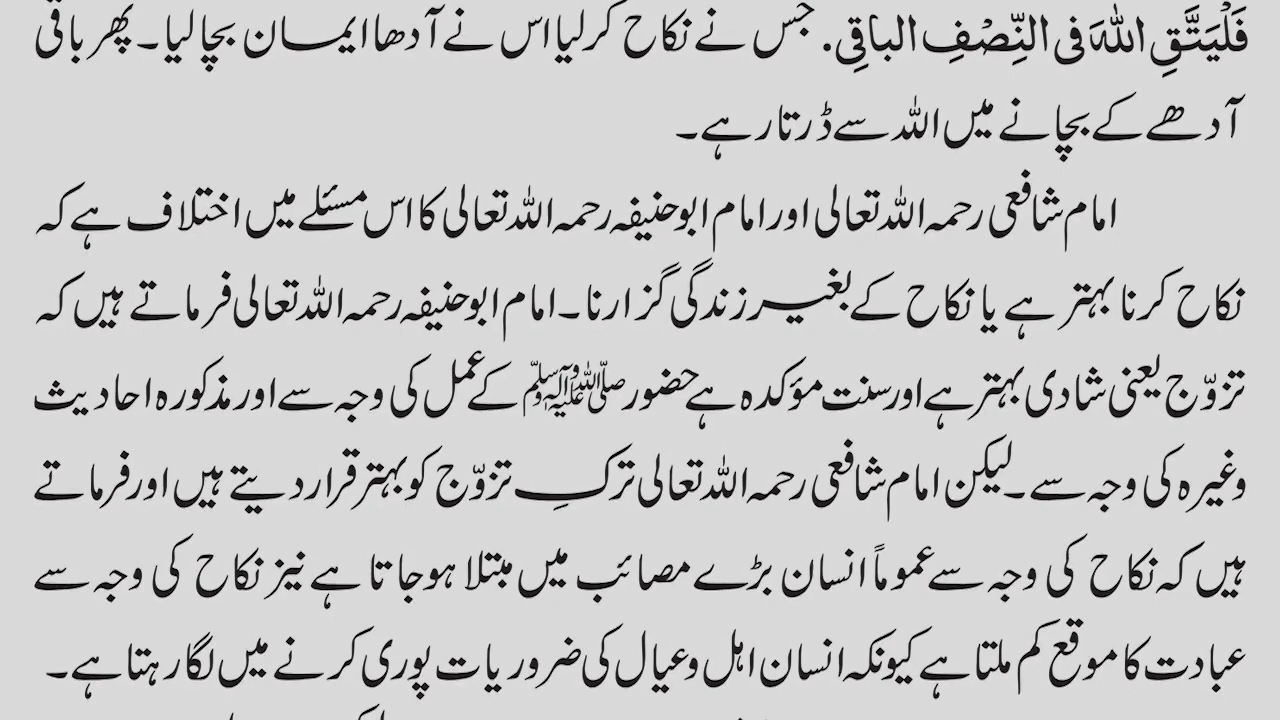 فَلْيَتَّقِ اللهَ فی النِّصْفِ الباقِی. جس نے نکاح کرلیا اس نے آدھا ایمان بچالیا۔ پھر باقی
آدھے کے بچانے میں اللہ سے ڈرتا رہے۔
امام شافعی رحمہ اللہ تعالی اور امام ابوحنیفہ رحمہ اللہ تعالی کا اس مسئلے میں اختلاف ہے کہ
نکاح کرنا بہتر ہے یا نکاح کے بغیر زندگی گزارنا۔ امام ابوحنیفہ رحمہ اللہ تعالی فرماتے ہیں کہ
تزوّج یعنی شادی بہتر ہے اور سنت مؤکدہ ہے حضور ﷺ کے عمل کی وجہ سے اور مذکورہ احادیث
وغیرہ کی وجہ سے۔ لیکن امام شافعی رحمہ اللہ تعالی ترکِ تزوّج کو بہتر قرار دیتے ہیں اور فرماتے
ہیں کہ نکاح کی وجہ سے عموماً انسان بڑے مصائب میں مبتلا ہوجاتا ہے نیز نکاح کی وجہ سے
عبادت کا موقع کم ملتا ہے کیونکہ انسان اہل وعیال کی ضروریات پوری کرنے میں لگا رہتا ہے۔